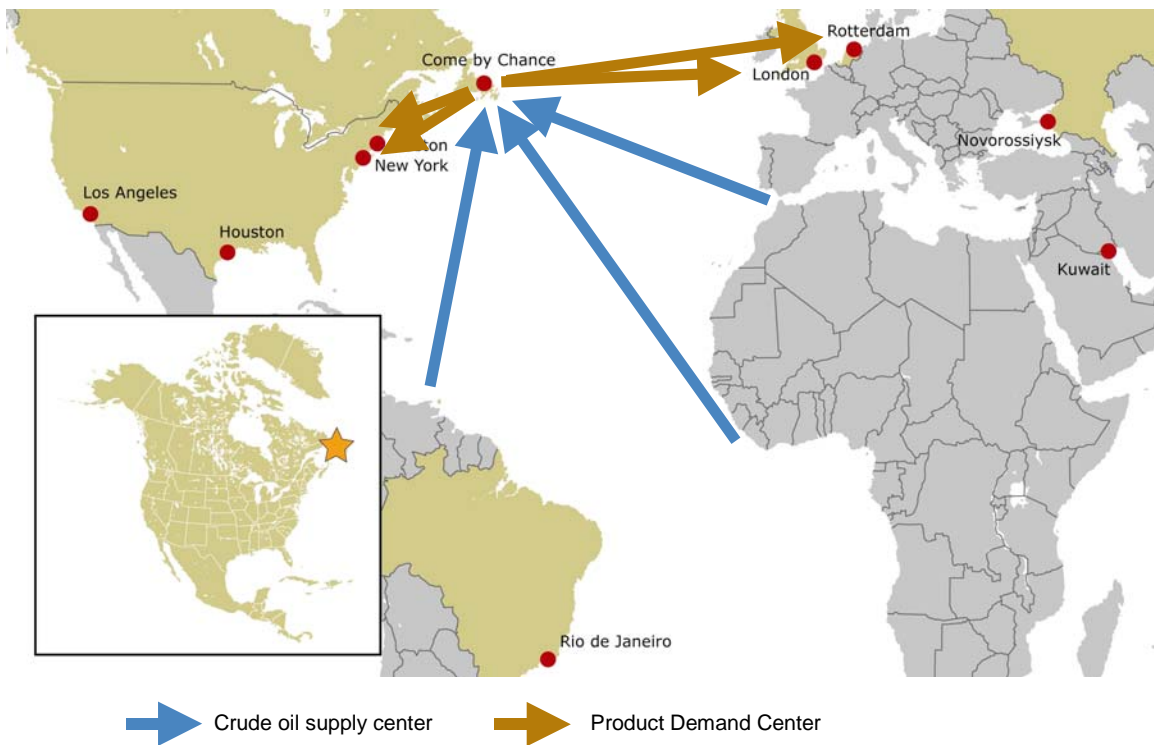 Rotterdam
Come by Chance
London
Novorossiysk
New York
Los Angeles
Houston
Kuwait
Rio de Janeiro
Crude oil supply center
Product Demand Center